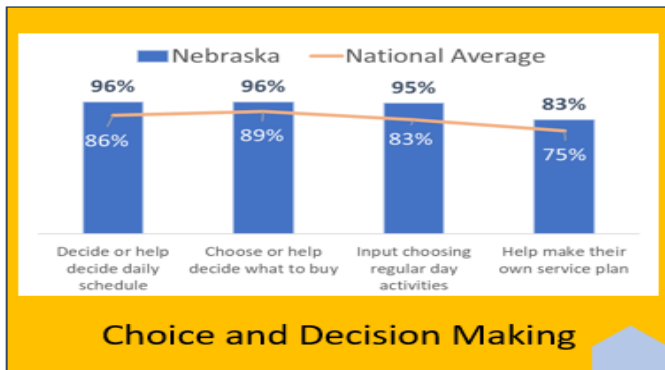 Nebraska National Average
96% 96% 95% 83%
86% 89% 83% 75%
Decide or help
decide daily
schedule
Choose or help
decide what to buy
Input choosing
regular day
activities
Help make their
own service plan
Choice and Decision Making